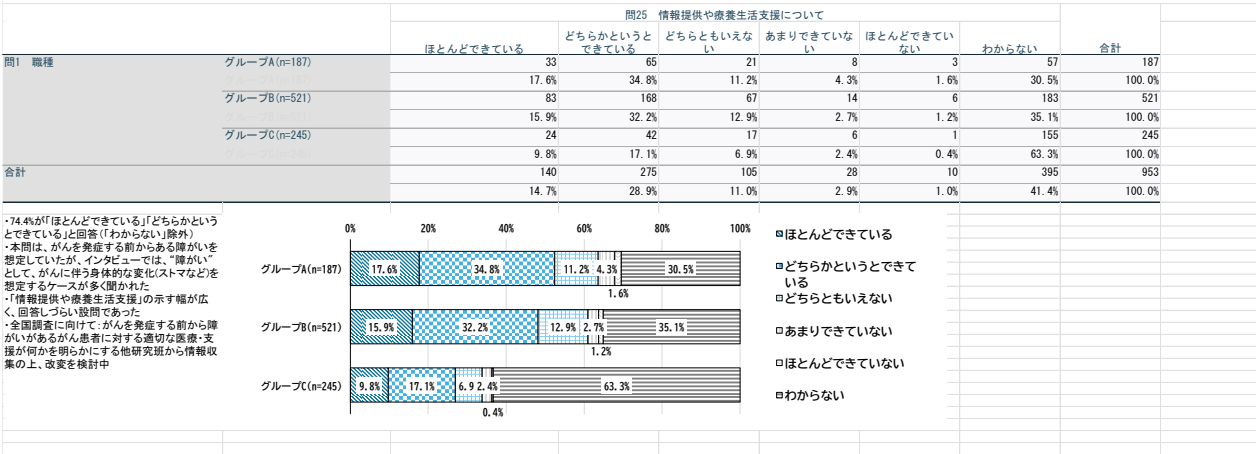 問25　情報提供や療養生活支援について
ほとんどできている　どちらかというとできている　どちらともいえない　あまりできていない　ほとんどできていない　わからない　合計
問1　職種　グループA(n=187)　33　65　21　8　3　57　187
グループA(n=187)　17.6%　34.8%　11.2%　4.3%　1.6%　30.5%　100.0%
グループB(n=521)　83　168　67　14　6　183　521
グループB(n=521)　15.9%　32.2%　12.9%　2.7%　1.2%　35.1%　100.0%
グループC(n=245)　24　42　17　6　1　155　245
グループC(n=245)　9.8%　17.1%　6.9%　2.4%　0.4%　63.3%　100.0%
合計　140　275　105　28　10　395　953
14.7%　28.9%　11.0%　2.9%　1.0%　41.4%　100.0%
・74.4%が「ほとんどできている」「どちらかという
とできている」と回答（「わからない」除外）
・本問は、がんを発症する前からある障がいを
想定していたが、インタビューでは、“障がい”
として、がんに伴う身体的な変化（ストマなど）を
想定するケースが多く聞かれた
・「情報提供や療養生活支援」の示す幅が広
く、回答しづらい設問であった
・全国調査に向けて：がんを発症する前から障
がいがあるがん患者に対する適切な医療・支
援が何かを明らかにする他研究班から情報収
集の上、改変を検討中
0%　20%　40%　60%　80%　100%
グループA(n=187)　17.6%　34.8%　11.2%　4.3%　30.5%
1.6%
グループB(n=521)　15.9%　32.2%　12.9%　2.7%　35.1%
1.2%
グループC(n=245)　9.8%　17.1%　6.9　2.4%　63.3%
0.4%
ほとんどできている
どちらかというとできて
いる
どちらともいえない
あまりできていない
ほとんどできていない
わからない